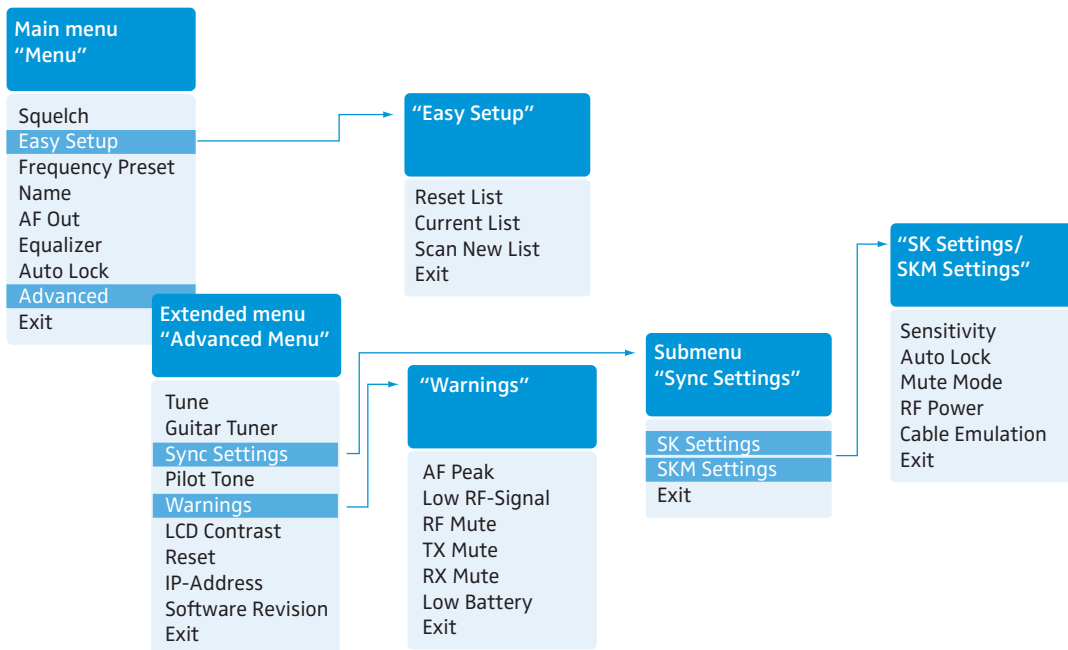 Main menu
“Menu”
Squelch
Easy Setup
Frequency Preset
Name
AF Out
Equalizer
Auto Lock
Advanced
Exit
“Easy Setup”
Reset List
Current List
Scan New List
Exit
Extended menu
“Advanced Menu”
Tune
Guitar Tuner
Sync Settings
Pilot Tone
Warnings
LCD Contrast
Reset
IP-Address
Software Revision
Exit
“Warnings”
AF Peak
Low RF-Signal
RF Mute
TX Mute
RX Mute
Low Battery
Exit
Submenu
“Sync Settings”
SK Settings
SKM Settings
Exit
“SK Settings/
SKM Settings”
Sensitivity
Auto Lock
Mute Mode
RF Power
Cable Emulation
Exit